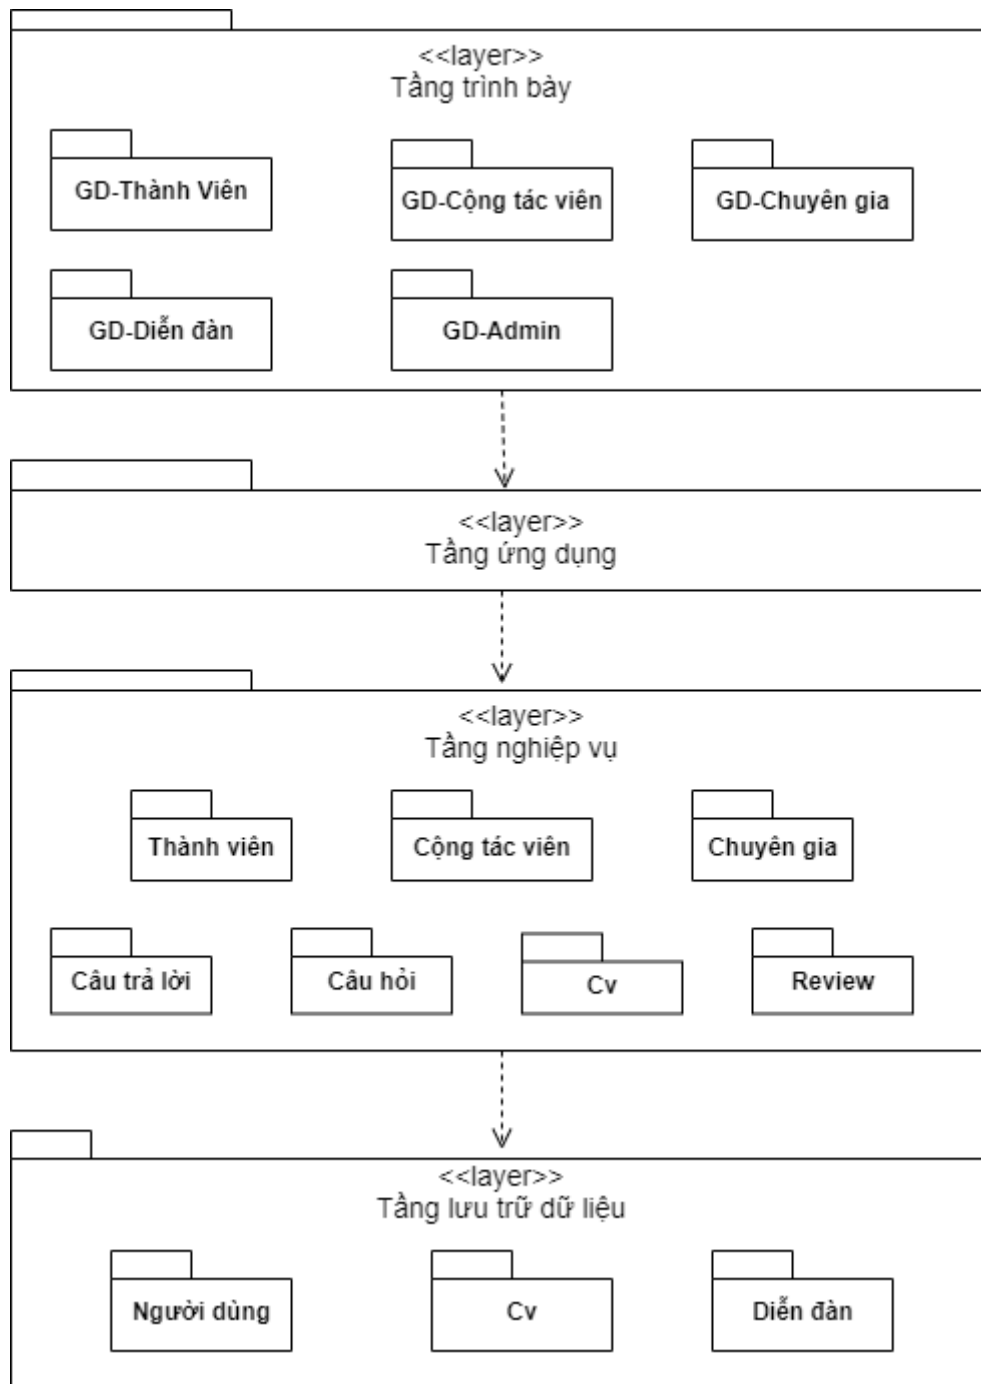 <<layer>>
Tầng trình bày
GD-Thành Viên
GD-Cộng tác viên
GD-Chuyên gia
GD-Diễn đàn
GD-Admin
<<layer>>
Tầng ứng dụng
<<layer>>
Tầng nghiệp vụ
Thành viên
Cộng tác viên
Chuyên gia
Câu trả lời
Câu hỏi
Cv
Review
<<layer>>
Tầng lưu trữ dữ liệu
Người dùng
Cv
Diễn đàn